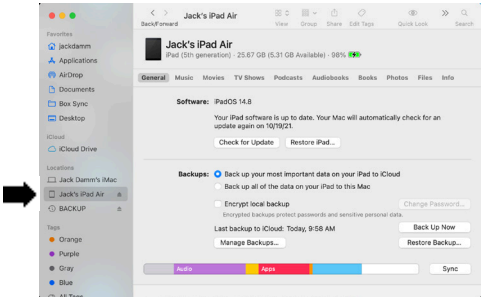 Jack's iPad Air
Back/Forward
View
Group
Share
Edit Tags
Quick Look
Search
Favorites
jackdamm
Applications
AirDrop
Documents
Box Sync
Desktop
iCloud
iCloud Drive
Locations
Jack Damm's iMac
Jack's iPad Air
BACKUP
Tags
Orange
Purple
Gray
Blue
All Tags
Jack's iPad Air
iPad (5th generation) · 25.67 GB (5.31 GB Available) · 98%
General Music Movies TV Shows Podcasts Audiobooks Books Photos Files Info
Software: iPadOS 14.8
Your iPad software is up to date. Your Mac will automatically check for an
update again on 10/19/21.
Check for Update Restore iPad...
Backups: Back up your most important data on your iPad to iCloud
Back up all of the data on your iPad to this Mac
Encrypt local backup Change Password...
Encrypted backups protect passwords and sensitive personal data.
Last backup to iCloud: Today, 9:58 AM Back Up Now
Manage Backups... Restore Backup...
Audio Apps Sync